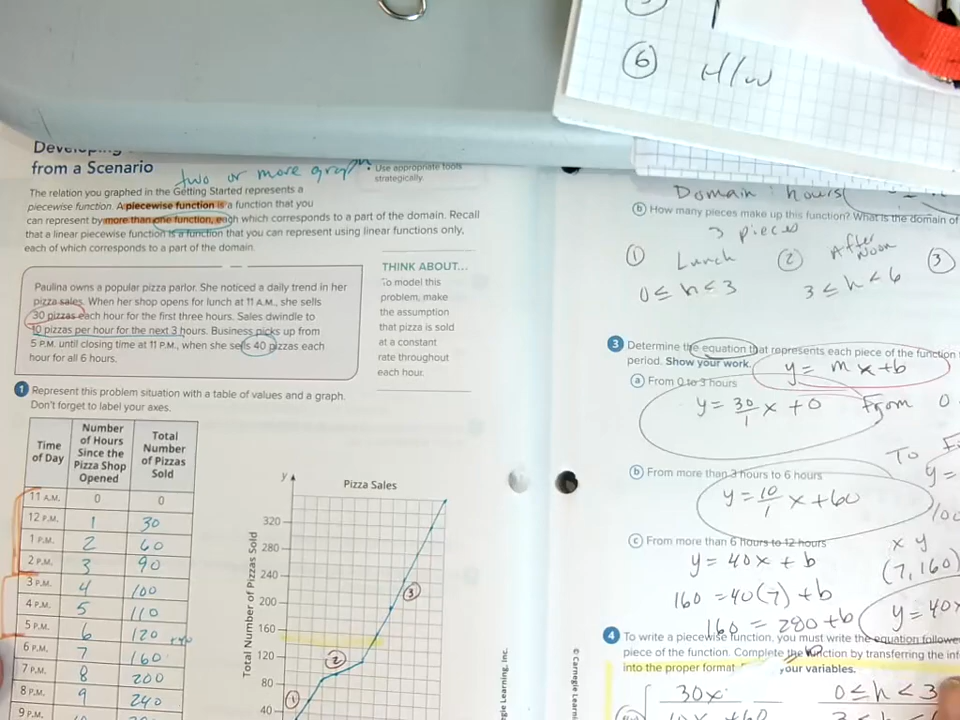 6 H/W
Developing
from a Scenario
two or more graph
Use appropriate tools
strategically.
The relation you graphed in the Getting Started represents a
piecewise function. A piecewise function is a function that you
can represent by more than one function, each which corresponds to a part of the domain. Recall
that a linear piecewise function is a function that you can represent using linear functions only,
each of which corresponds to a part of the domain.
Paulina owns a popular pizza parlor. She noticed a daily trend in her
pizza sales. When her shop opens for lunch at 11 A.M., she sells
30 pizzas each hour for the first three hours. Sales dwindle to
10 pizzas per hour for the next 3 hours. Business picks up from
5 P.M. until closing time at 11 P.M., when she sells 40 pizzas each
hour for all 6 hours.
THINK ABOUT...
To model this
problem, make
the assumption
that pizza is sold
at a constant
rate throughout
each hour.
1 Represent this problem situation with a table of values and a graph.
Don't forget to label your axes.
Time of Day
Number of Hours Since the Pizza Shop Opened
Total Number of Pizzas Sold
11 A.M. 0 0
12 P.M. 1 30
1 P.M. 2 60
2 P.M. 3 90
3 P.M. 4 100
4 P.M. 5 110
5 P.M. 6 120 +40
6 P.M. 7 160
7 P.M. 8 200
8 P.M. 9 240
9 P.M.
y
Pizza Sales
Total Number of Pizzas Sold
320
280
240
200
160
120
80
40
1
2
3
Domain: hours
b How many pieces make up this function? What is the domain of
3 pieces
1 Lunch
0 ≤ h ≤ 3
2 After Noon
3 ≤ h < 6
3
3 Determine the equation that represents each piece of the function
period. Show your work.
y = mx+b
a From 0 to 3 hours
y = 30/1 x + 0
From 0
To
b From more than 3 hours to 6 hours
y = 10/1 x + 60
y =
c From more than 6 hours to 12 hours
y = 40x + b
x y
(7, 160)
160 = 40(7) + b
160 = 280 + b
y = 40x
4 To write a piecewise function, you must write the equation followe
piece of the function. Complete the function by transferring the inf
into the proper format your variables.
30x
0 ≤ h < 3
10x + 60
© Carnegie Learning, Inc.